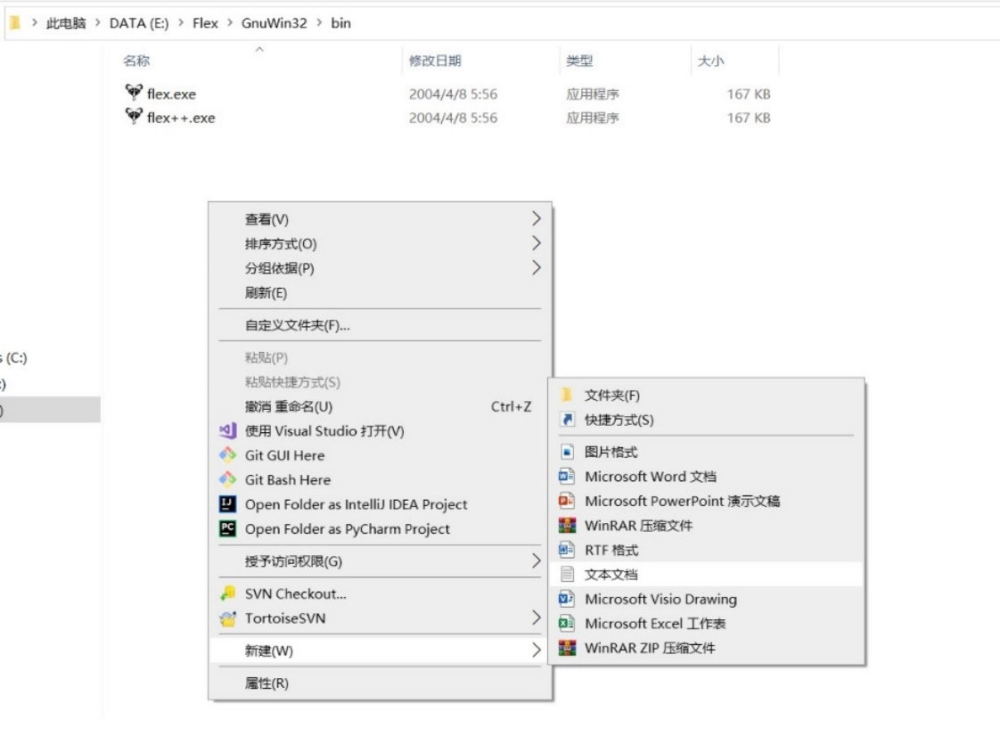 此电脑 > DATA (E:) > Flex > GnuWin32 > bin
名称 修改日期 类型 大小
flex.exe 2004/4/8 5:56 应用程序 167 KB
flex++.exe 2004/4/8 5:56 应用程序 167 KB
查看(V)
排序方式(O)
分组依据(P)
刷新(E)
自定义文件夹(F)...
粘贴(P)
粘贴快捷方式(S)
撤消 重命名(U) Ctrl+Z
使用 Visual Studio 打开(V)
Git GUI Here
Git Bash Here
Open Folder as IntelliJ IDEA Project
Open Folder as PyCharm Project
授予访问权限(G)
SVN Checkout...
TortoiseSVN
新建(W)
属性(R)
文件夹(F)
快捷方式(S)
图片格式
Microsoft Word 文档
Microsoft PowerPoint 演示文稿
WinRAR 压缩文件
RTF 格式
文本文档
Microsoft Visio Drawing
Microsoft Excel 工作表
WinRAR ZIP 压缩文件
s (C:)
:)
)